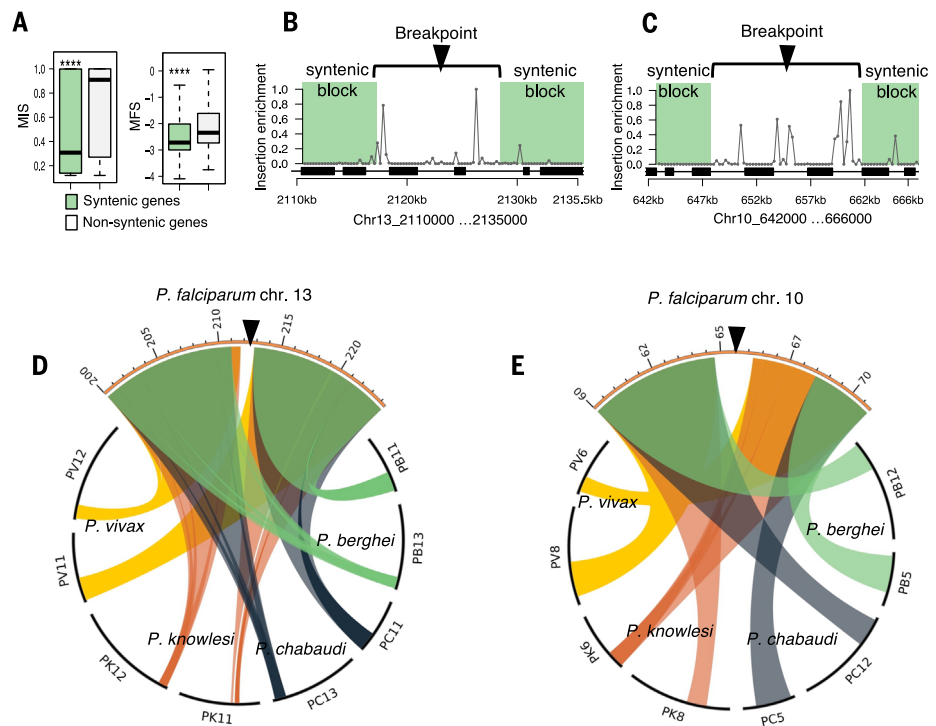 A
MIS
1.0
0.8
0.6
0.4
0.2
****
MFS
0
−1
−2
−3
−4
****
Syntenic genes
Non-syntenic genes
B
Breakpoint
syntenic block
syntenic block
Insertion enrichment
1.0
0.8
0.6
0.4
0.2
0.0
2110kb 2120kb 2130kb 2135.5kb
Chr13_2110000 ...2135000
C
Breakpoint
syntenic block
syntenic block
Insertion enrichment
1.0
0.8
0.6
0.4
0.2
0.0
642kb 647kb 652kb 657kb 662kb 666kb
Chr10_642000 ...666000
D
P. falciparum chr. 13
200 205 210 215 220
PV12
PV11
P. vivax
PK12
PK11
P. knowlesi
PC13
PC11
P. chabaudi
PB13
PB11
P. berghei
E
P. falciparum chr. 10
60 62 65 67 70
PV6
PV8
P. vivax
PK6
PK8
P. knowlesi
PC5
PC12
P. chabaudi
PB5
PB12
P. berghei